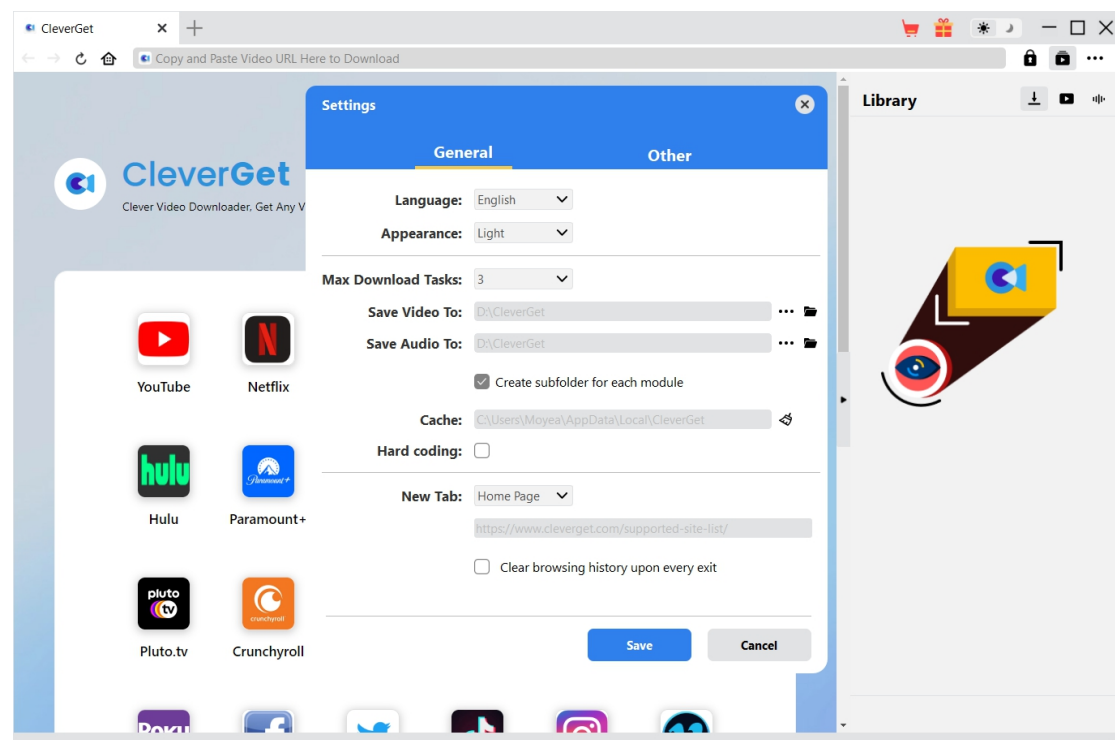 CleverGet
Copy and Paste Video URL Here to Download
Settings
General
Other
Library
CleverGet
Clever Video Downloader. Get Any V
Language: English
Appearance: Light
Max Download Tasks: 3
Save Video To: D:\CleverGet
Save Audio To: D:\CleverGet
Create subfolder for each module
Cache: C:\Users\Moyea\AppData\Local\CleverGet
Hard coding:
New Tab: Home Page
https://www.cleverget.com/supported-site-list/
Clear browsing history upon every exit
Save
Cancel
N
YouTube
Netflix
hulu
Paramount+
Hulu
Paramount+
pluto
tv
crunchyroll
Pluto.tv
Crunchyroll
Roku